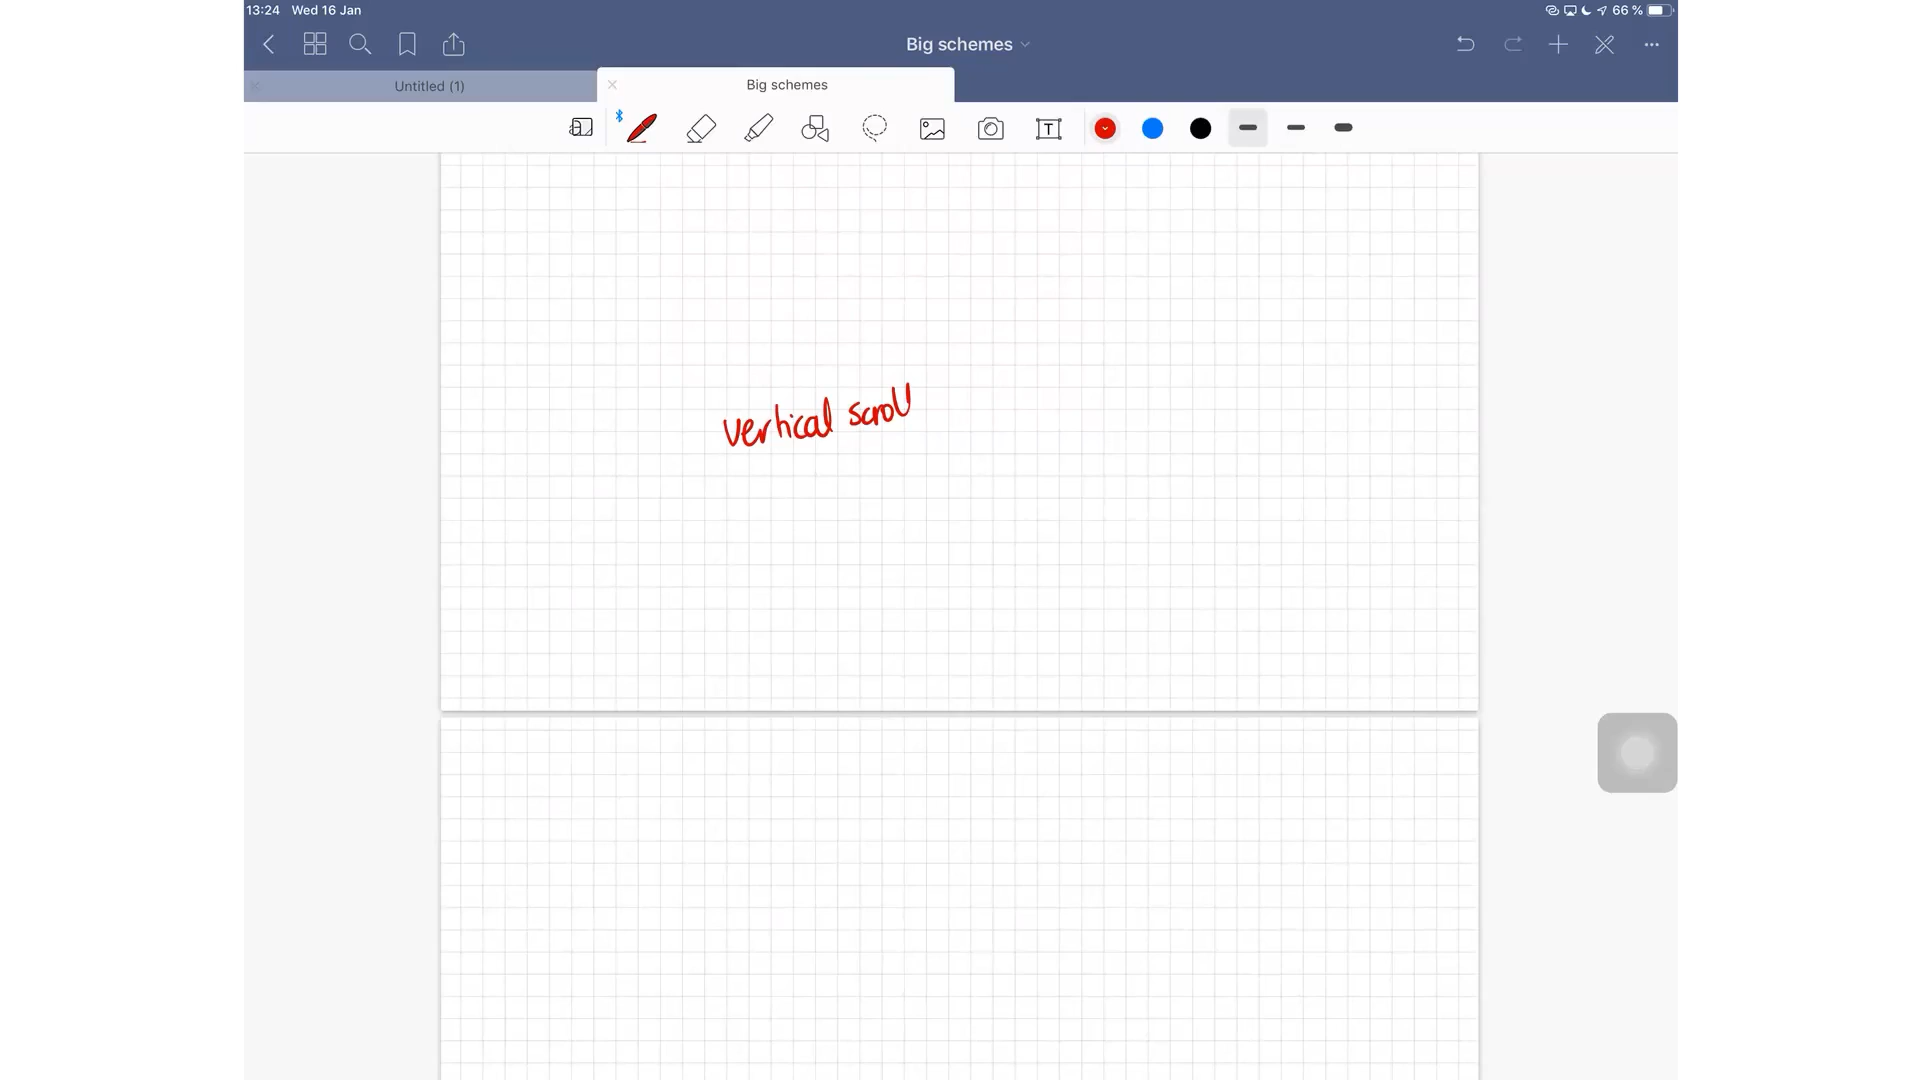 13:24 Wed 16 Jan 66 %
Big schemes
Untitled (1) Big schemes
T
vertical scroll